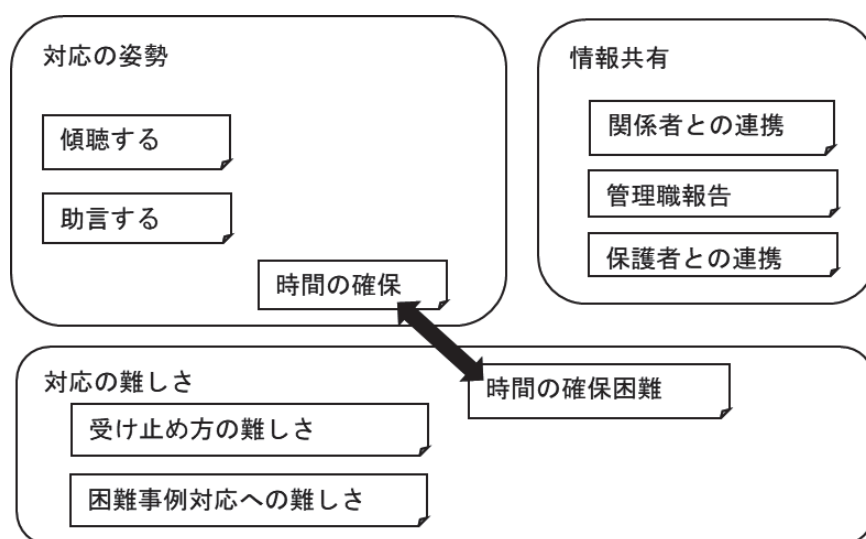 対応の姿勢
傾聴する
助言する
時間の確保
情報共有
関係者との連携
管理職報告
保護者との連携
対応の難しさ
時間の確保困難
受け止め方の難しさ
困難事例対応への難しさ